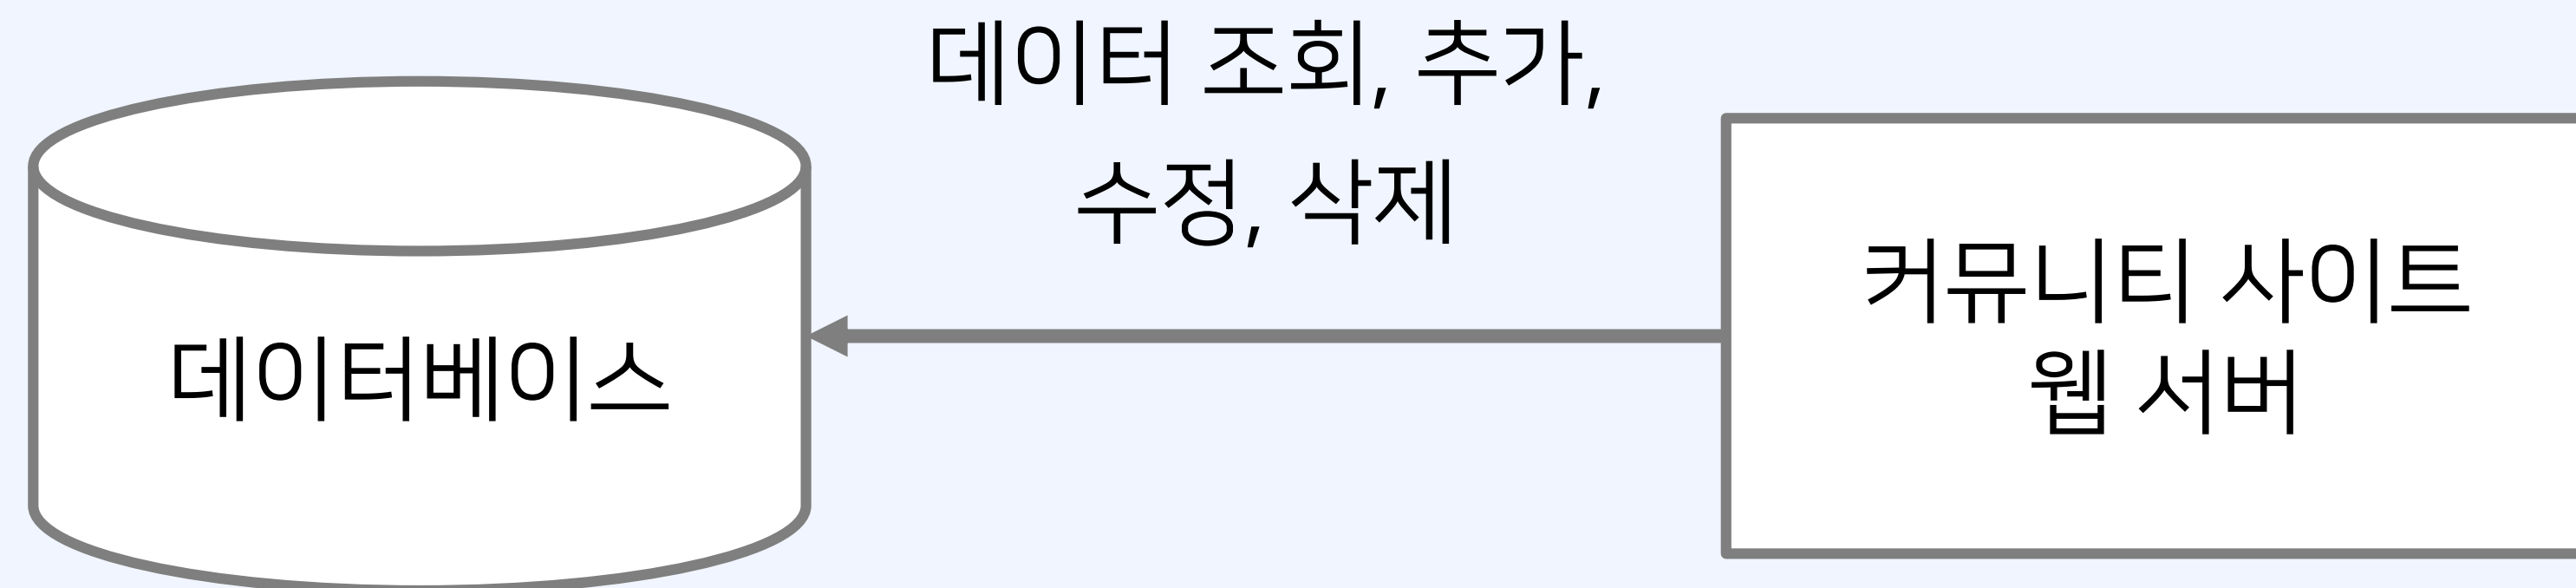 데이터 조회, 추가,
수정, 삭제
데이터베이스
커뮤니티 사이트
웹 서버